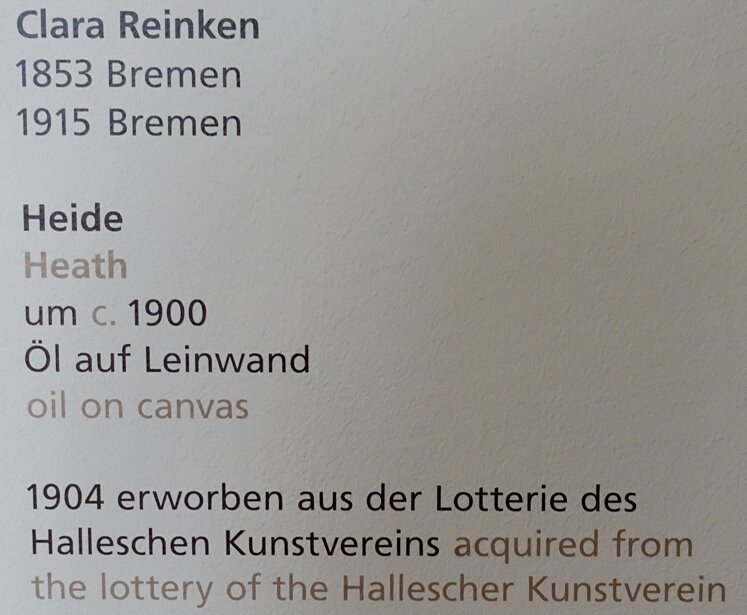 Clara Reinken
1853 Bremen
1915 Bremen
Heide
Heath
um c. 1900
Öl auf Leinwand
oil on canvas
1904 erworben aus der Lotterie des
Halleschen Kunstvereins acquired from
the lottery of the Hallescher Kunstverein